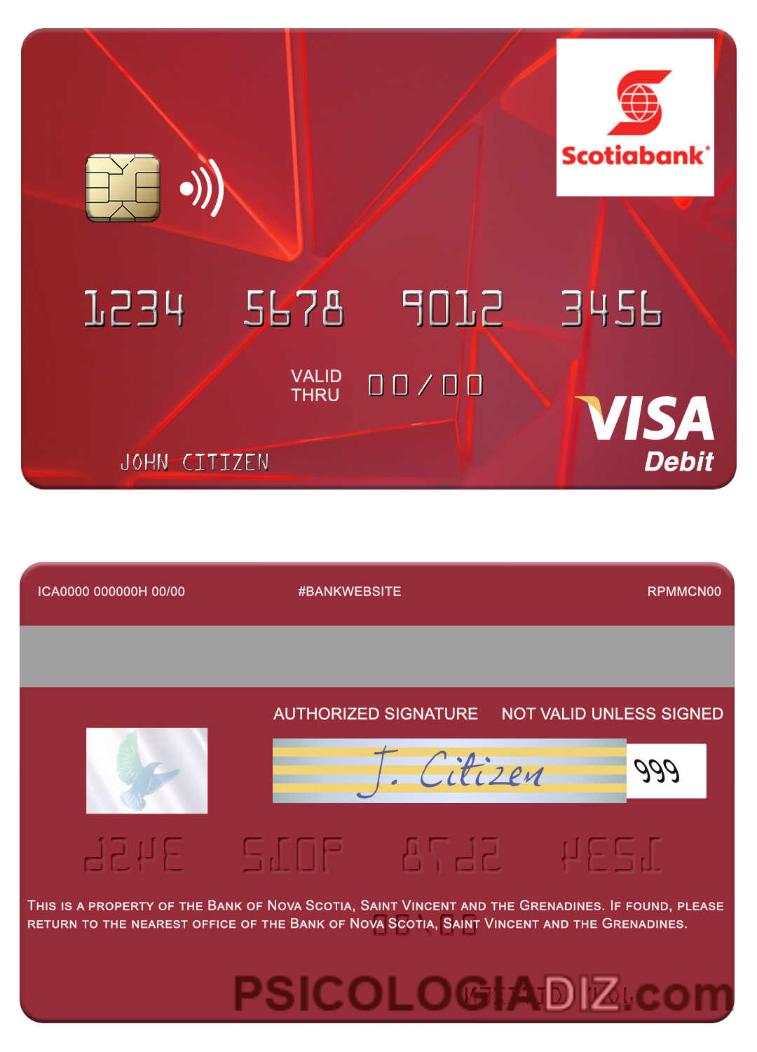 Scotiabank*
1234 5678 9012 3456
VALID
THRU 00/00
VISA
Debit
JOHN CITIZEN
ICA0000 000000H 00/00 #BANKWEBSITE RPMMCN00
AUTHORIZED SIGNATURE NOT VALID UNLESS SIGNED
J. Citizen 999
THIS IS A PROPERTY OF THE BANK OF NOVA SCOTIA, SAINT VINCENT AND THE GRENADINES. IF FOUND, PLEASE
RETURN TO THE NEAREST OFFICE OF THE BANK OF NOVA SCOTIA, SAINT VINCENT AND THE GRENADINES.
PSICOLOGIADIZ.com